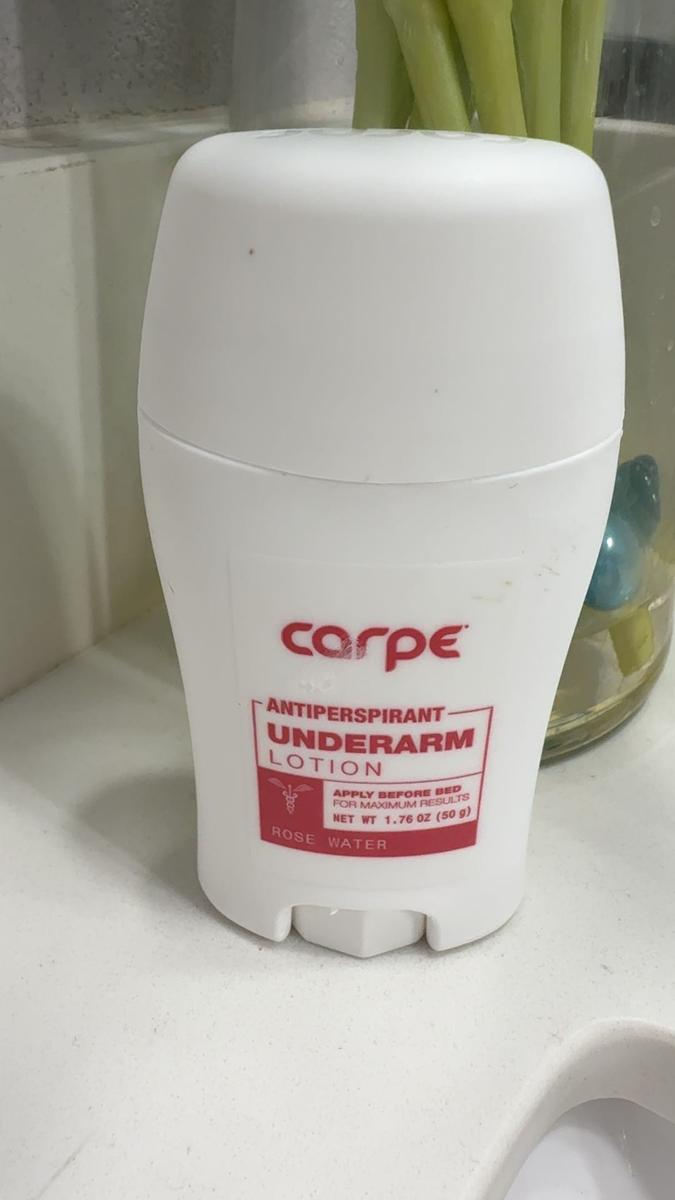 carpe
ANTIPERSPIRANT
UNDERARM
LOTION
APPLY BEFORE BED
FOR MAXIMUM RESULTS
NET WT 1.76 OZ (50 g)
ROSE WATER